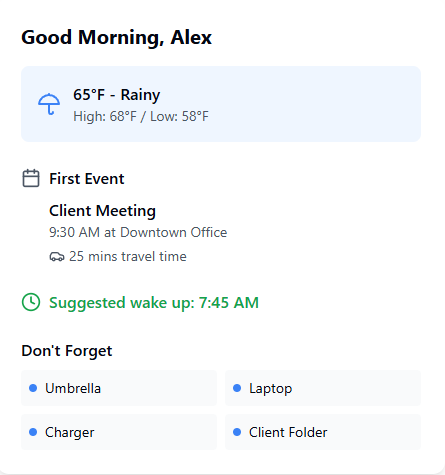 Good Morning, Alex
65°F - Rainy
High: 68°F / Low: 58°F
First Event
Client Meeting
9:30 AM at Downtown Office
25 mins travel time
Suggested wake up: 7:45 AM
Don't Forget
Umbrella
Laptop
Charger
Client Folder